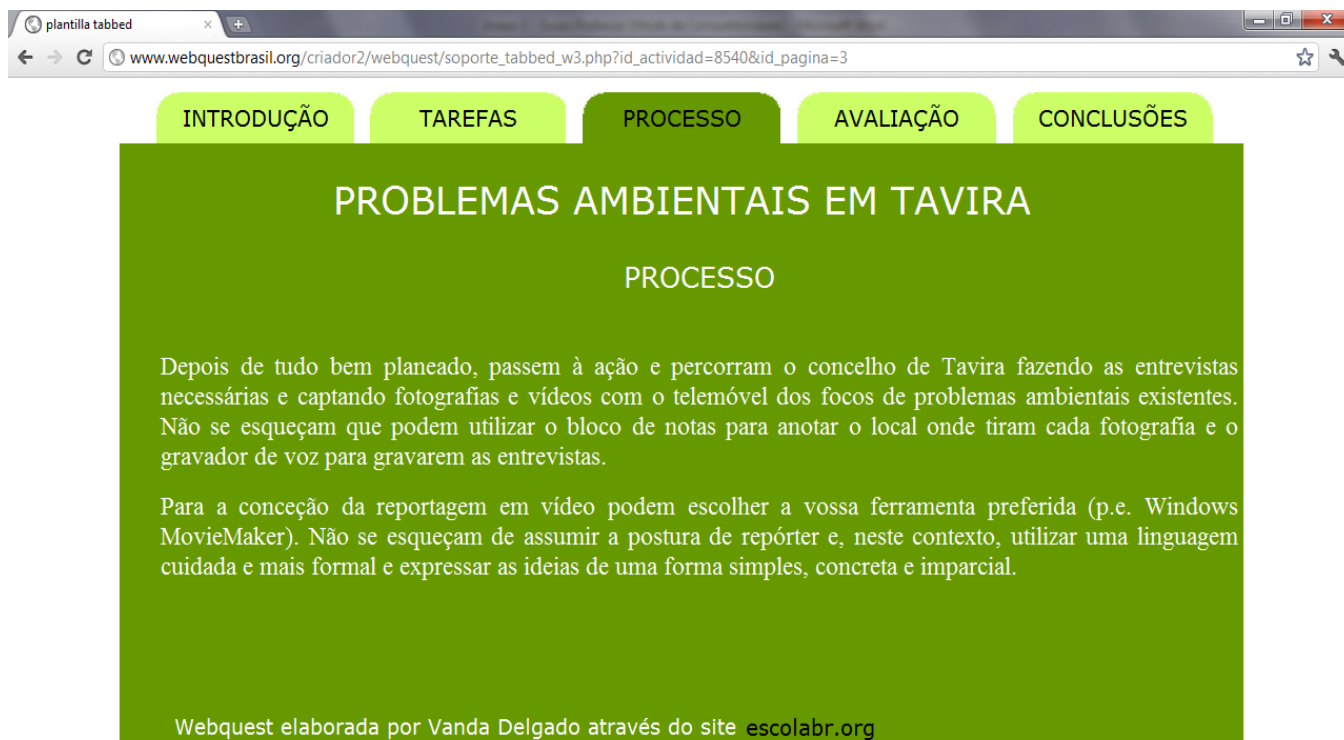 plantilla tabbed
www.webquestbrasil.org/criador2/webquest/soporte_tabbed_w3.php?id_actividad=8540&id_pagina=3
INTRODUÇÃO TAREFAS PROCESSO AVALIAÇÃO CONCLUSÕES
PROBLEMAS AMBIENTAIS EM TAVIRA
PROCESSO
Depois de tudo bem planeado, passem à ação e percorram o concelho de Tavira fazendo as entrevistas
necessárias e captando fotografias e vídeos com o telemóvel dos focos de problemas ambientais existentes.
Não se esqueçam que podem utilizar o bloco de notas para anotar o local onde tiram cada fotografia e o
gravador de voz para gravarem as entrevistas.
Para a conceção da reportagem em vídeo podem escolher a vossa ferramenta preferida (p.e. Windows
MovieMaker). Não se esqueçam de assumir a postura de repórter e, neste contexto, utilizar uma linguagem
cuidada e mais formal e expressar as ideias de uma forma simples, concreta e imparcial.
Webquest elaborada por Vanda Delgado através do site escolabr.org